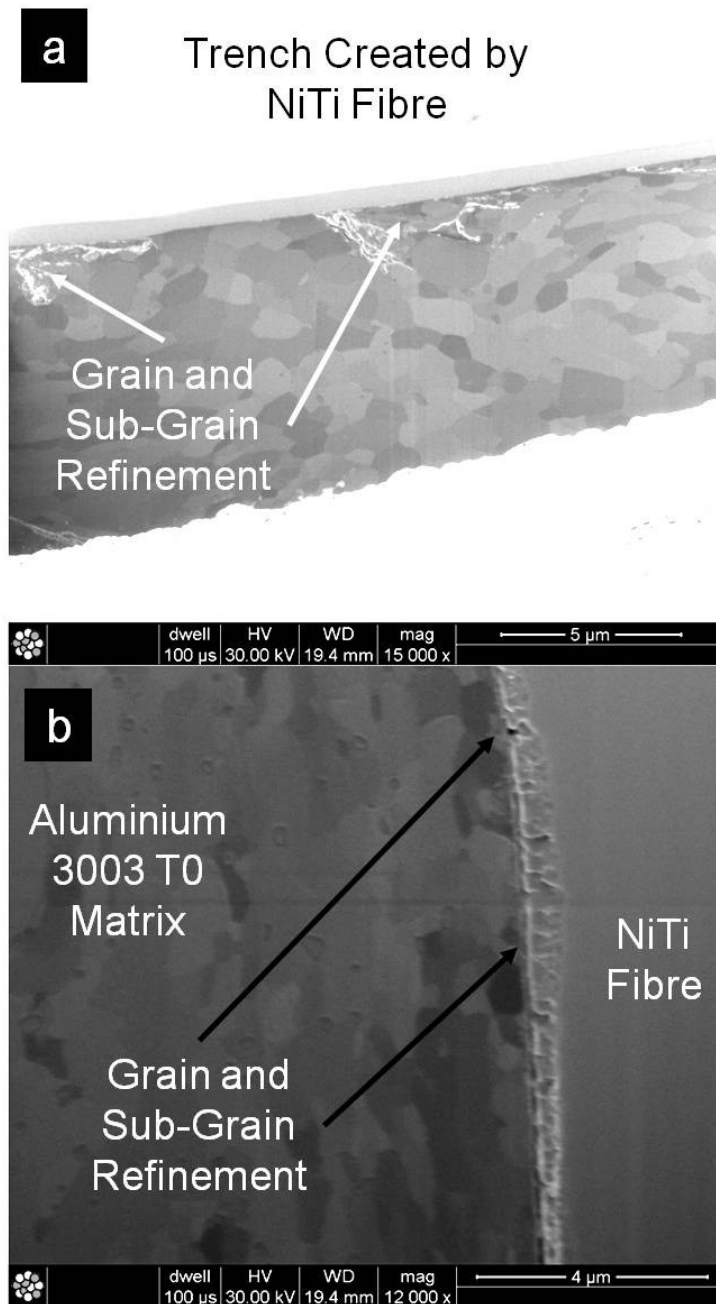 a
Trench Created by
NiTi Fibre
Grain and
Sub-Grain
Refinement
dwell HV WD mag 5 µm
100 µs 30.00 kV 19.4 mm 15 000 x
b
Aluminium
3003 T0
Matrix
NiTi
Fibre
Grain and
Sub-Grain
Refinement
dwell HV WD mag 4 µm
100 µs 30.00 kV 19.4 mm 12 000 x